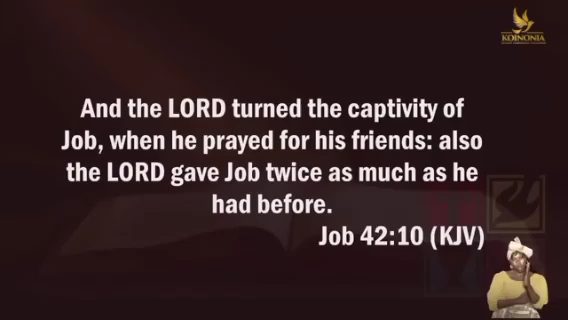 KOINONIA
And the LORD turned the captivity of
Job, when he prayed for his friends: also
the LORD gave Job twice as much as he
had before.
Job 42:10 (KJV)